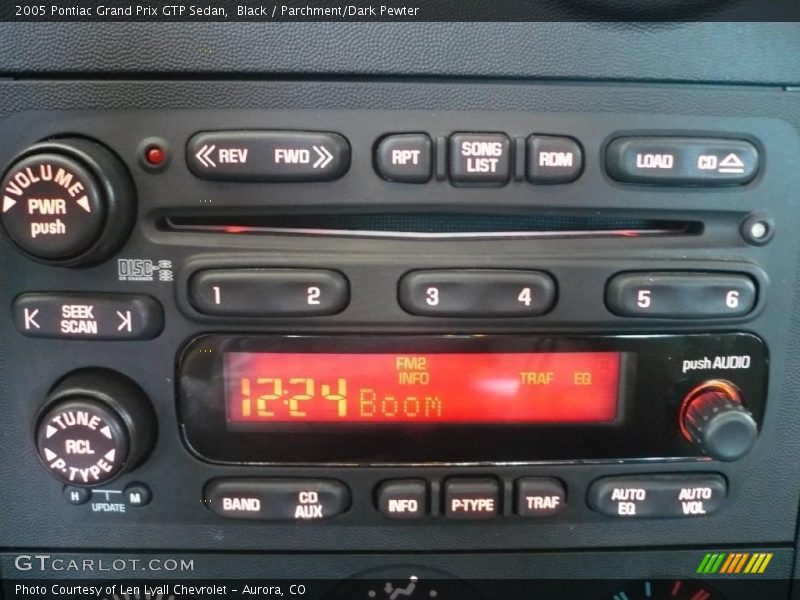 2005 Pontiac Grand Prix GTP Sedan,  Black / Parchment/Dark Pewter
VOLUME
PWR
push
REV FWD
RPT
SONG
LIST
RDM
LOAD CD
DISC
CD CHANGER
1 2
3 4
5 6
SEEK
SCAN
FM2
INFO TRAF EQ
12:24 Boom
push AUDIO
TUNE
RCL
P-TYPE
H M
UPDATE
BAND
CD
AUX
INFO
P-TYPE
TRAF
AUTO
EQ
AUTO
VOL
GTCARLOT.COM
Photo Courtesy of Len Lyall Chevrolet - Aurora, CO